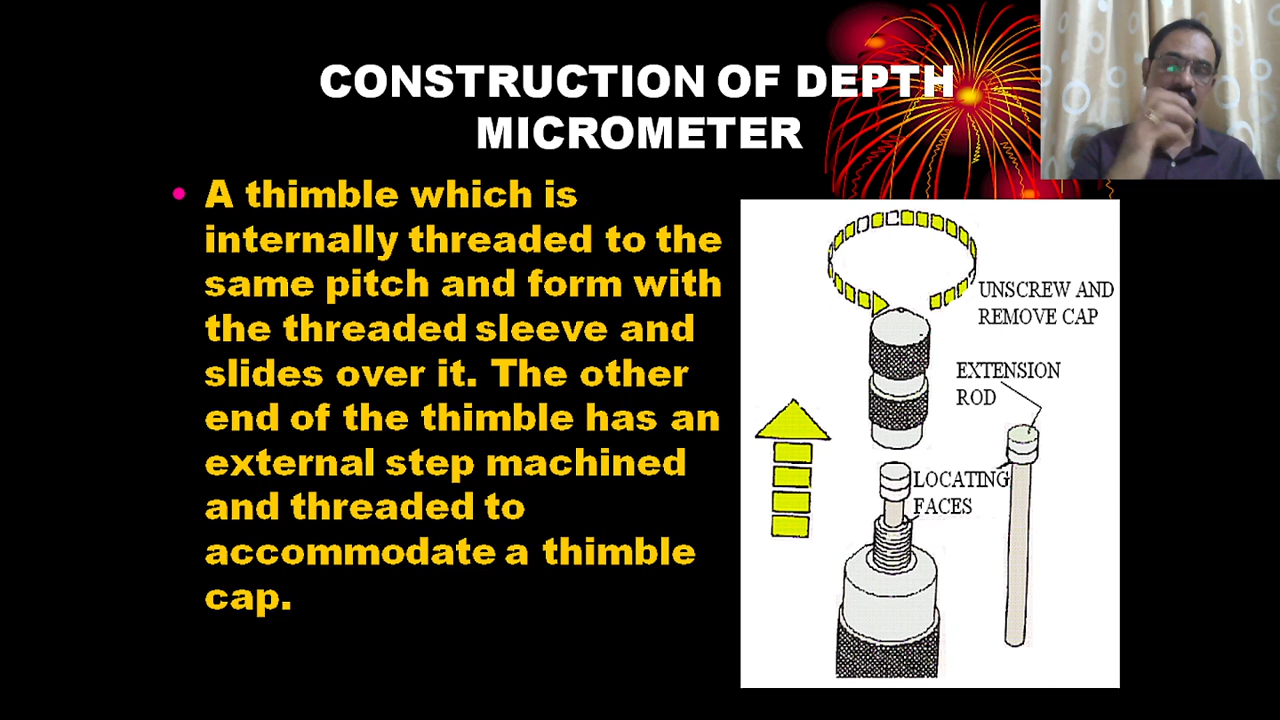 CONSTRUCTION OF DEPTH
MICROMETER
• A thimble which is
internally threaded to the
same pitch and form with
the threaded sleeve and
slides over it. The other
end of the thimble has an
external step machined
and threaded to
accommodate a thimble
cap.
UNSCREW AND
REMOVE CAP
EXTENSION
ROD
LOCATING
FACES